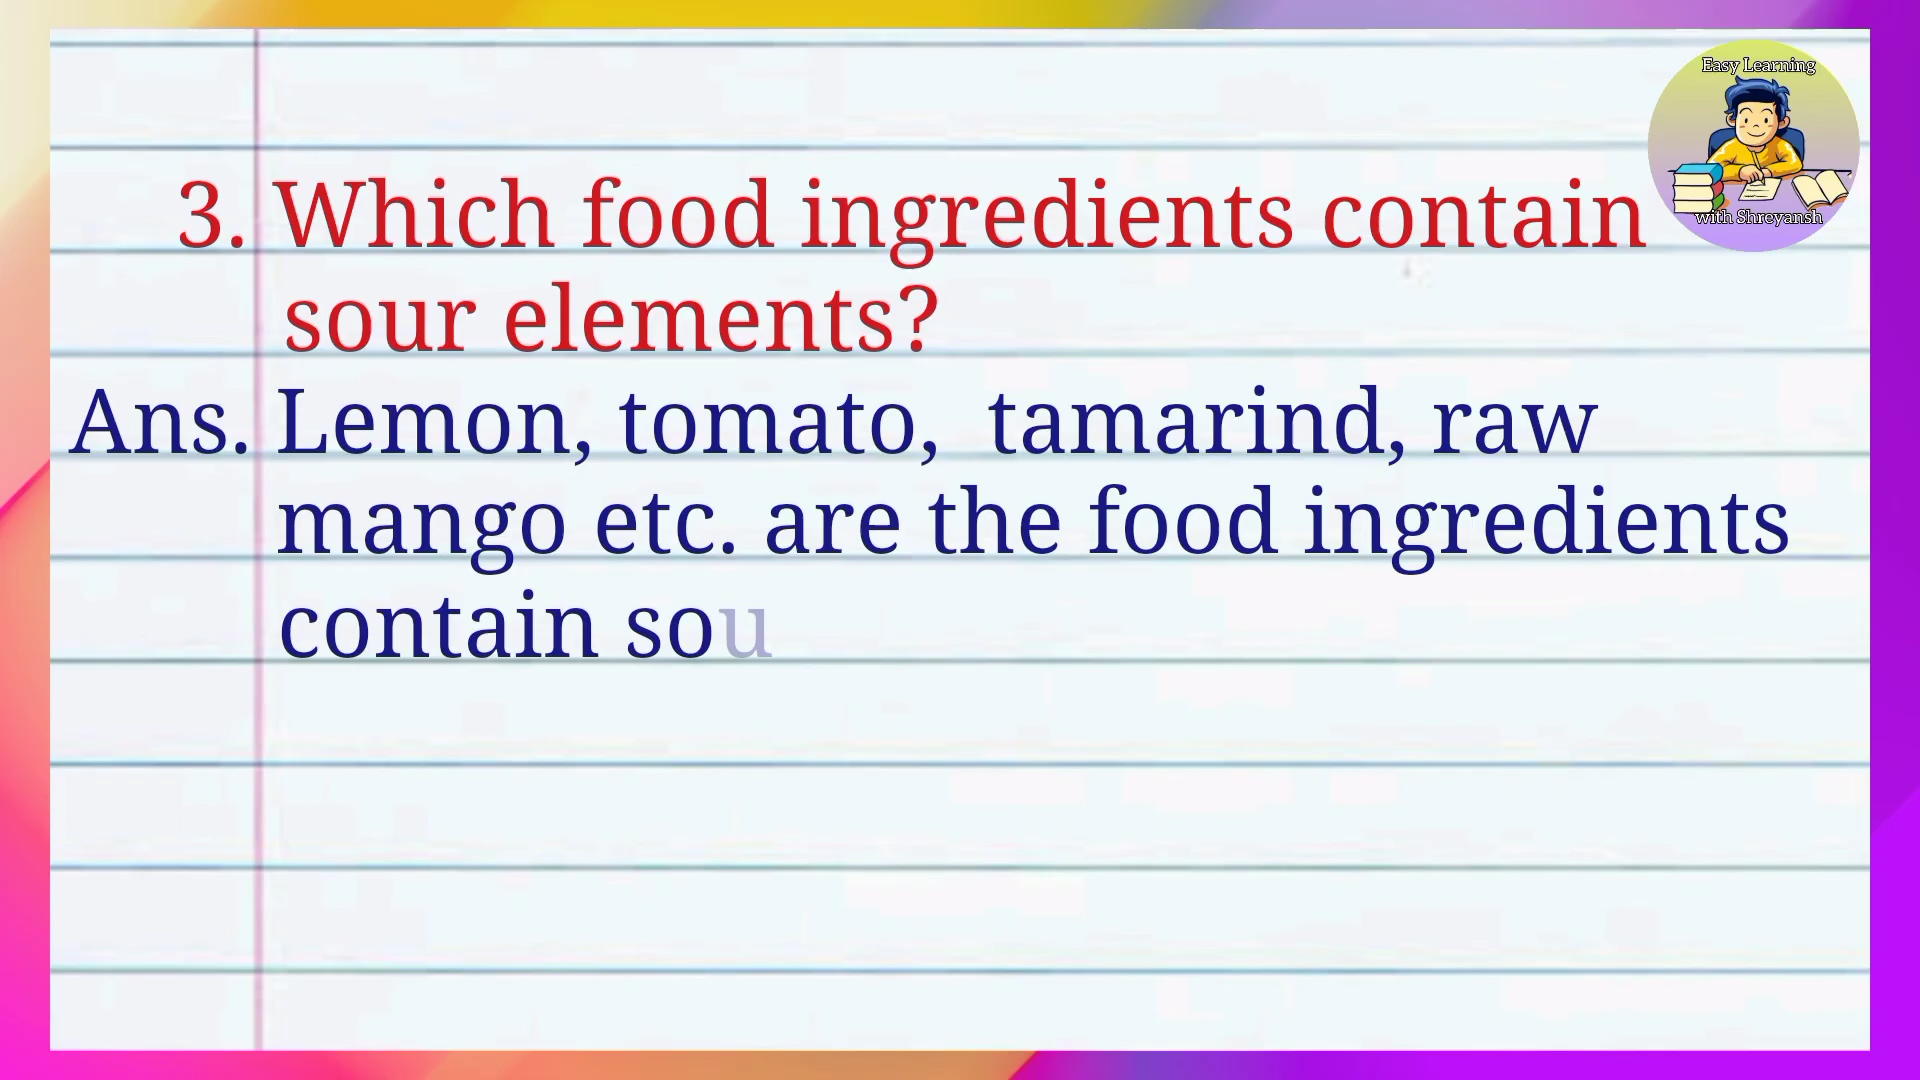 Easy Learning
with Shreyansh
3. Which food ingredients contain
sour elements?
Ans. Lemon, tomato, tamarind, raw
mango etc. are the food ingredients
contain sou